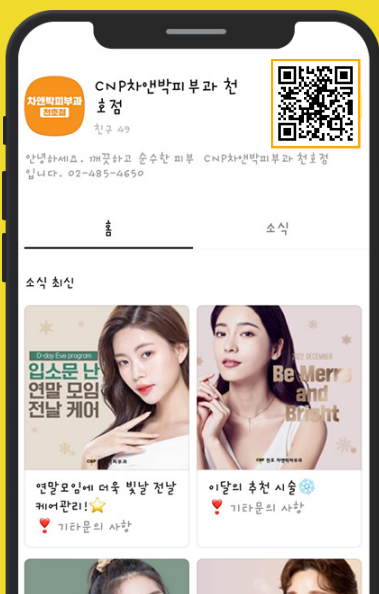 차앤박피부과
천호점
CNP차앤박피부과 천
호점
친구 49
안녕하세요. 깨끗하고 순수한 피부 CNP차앤박피부과 천호점
입니다. 02-485-4650
홈
소식
소식 최신
D-day Eve program
입소문 난
연말 모임
전날 케어
CNP 천호 차앤박피부과
2022 DECEMBER
Be Merry
and
Bright
CNP 천호 차앤박피부과
연말모임에 더욱 빛날 전날
케어관리!⭐
❣️ 기타문의 사항
이달의 추천 시술❄️
❣️ 기타문의 사항